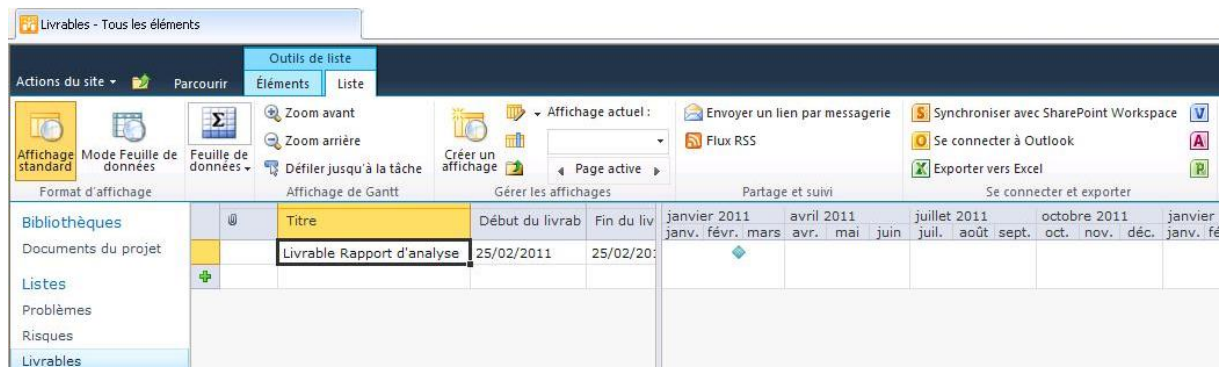 Livrables - Tous les éléments
Outils de liste
Actions du site
Parcourir
Éléments
Liste
Affichage standard
Mode Feuille de données
Format d'affichage
Feuille de données
Zoom avant
Zoom arrière
Défiler jusqu'à la tâche
Affichage de Gantt
Créer un affichage
Affichage actuel :
Page active
Gérer les affichages
Envoyer un lien par messagerie
Flux RSS
Partage et suivi
Synchroniser avec SharePoint Workspace
Se connecter à Outlook
Exporter vers Excel
Se connecter et exporter
Bibliothèques
Documents du projet
Listes
Problèmes
Risques
Livrables
Titre Début du livrab Fin du liv
janvier 2011 avril 2011 juillet 2011 octobre 2011 janvier
janv. févr. mars avr. mai juin juil. août sept. oct. nov. déc. janv. fé
Livrable Rapport d'analyse 25/02/2011 25/02/20